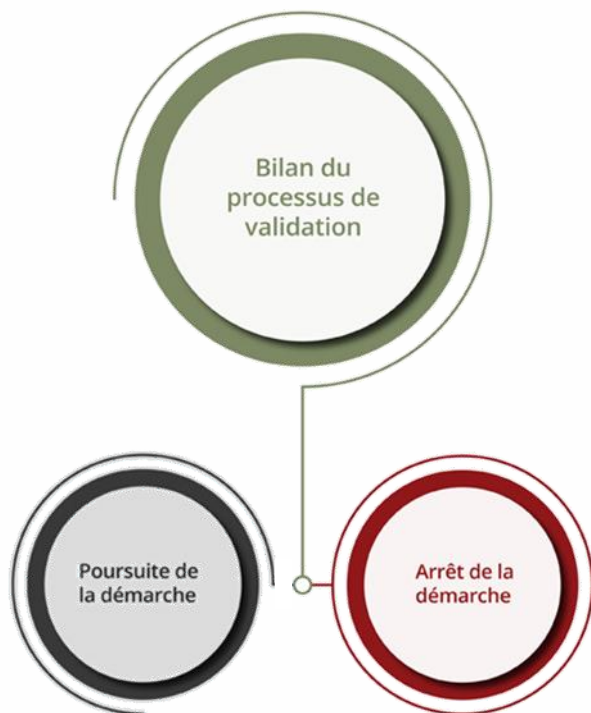 Bilan du
processus de
validation
Poursuite de
la démarche
Arrêt de la
démarche